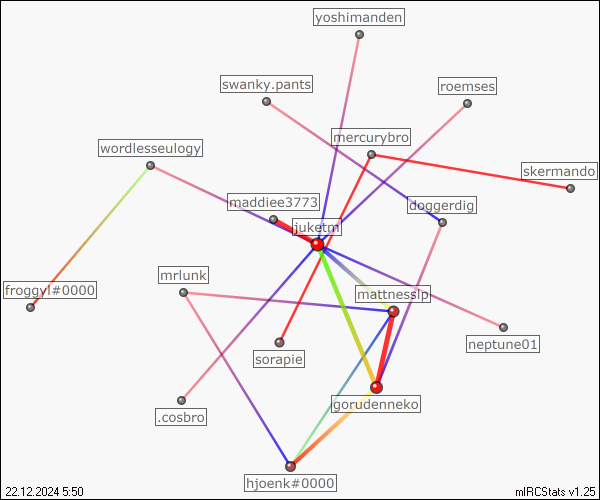 yoshimanden
swanky.pants
roemses
mercurybro
wordlesseulogy
skermando
maddiee3773
doggerdig
juketm
mrlunk
froggyl#0000
mattnesslp
neptune01
sorapie
gorudenneko
.cosbro
hjoenk#0000
22.12.2024 5:50
mIRCStats v1.25